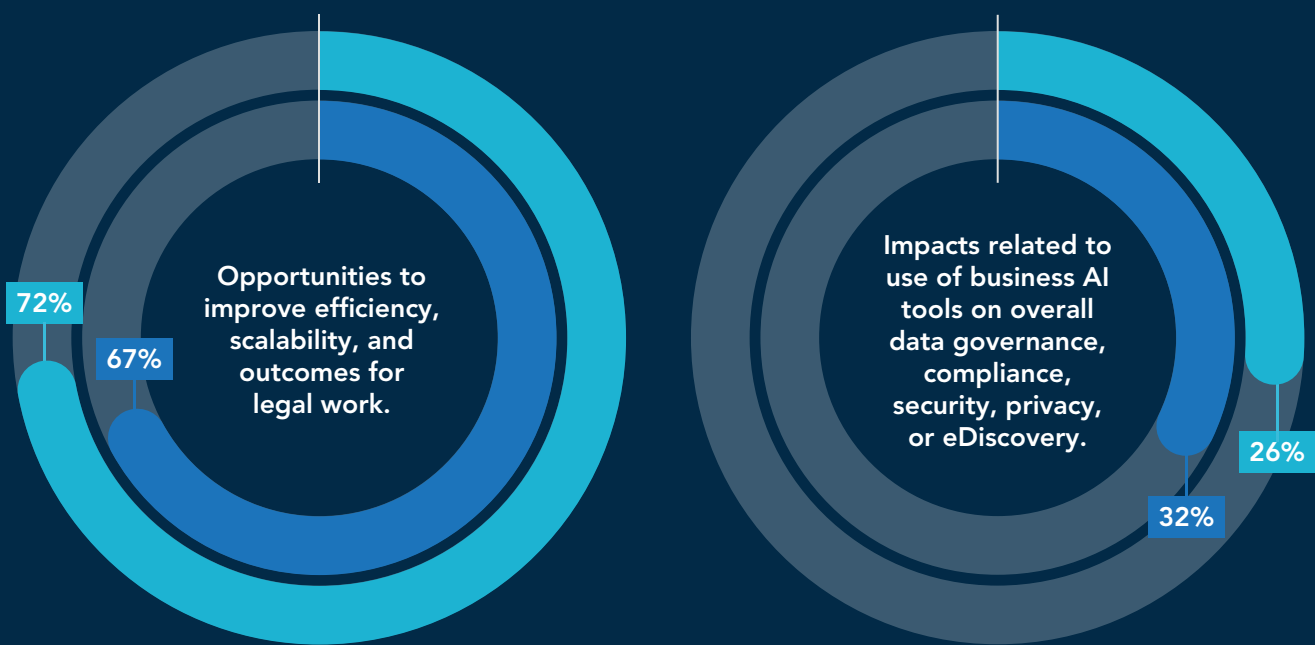 72%
67%
Opportunities to
improve efficiency,
scalability, and
outcomes for
legal work.
Impacts related to
use of business AI
tools on overall
data governance,
compliance,
security, privacy,
or eDiscovery.
26%
32%